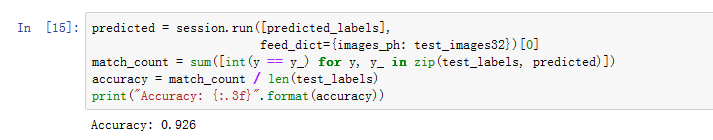 In [15]: predicted = session.run([predicted_labels],
feed_dict={images_ph: test_images32})[0]
match_count = sum([int(y == y_) for y, y_ in zip(test_labels, predicted)])
accuracy = match_count / len(test_labels)
print("Accuracy: {:.3f}".format(accuracy))
Accuracy: 0.926